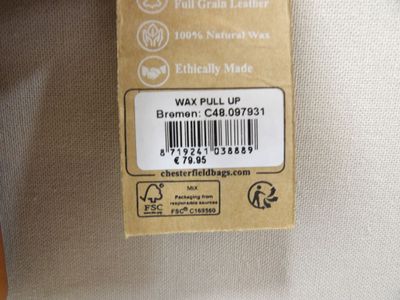 Full Grain Leather
100% Natural Wax
Ethically Made
WAX PULL UP
Bremen: C48.097931
8 719241 038889
€ 79.95
chesterfieldbags.com
FSC
MIX
Packaging from
responsible sources
FSC® C169560